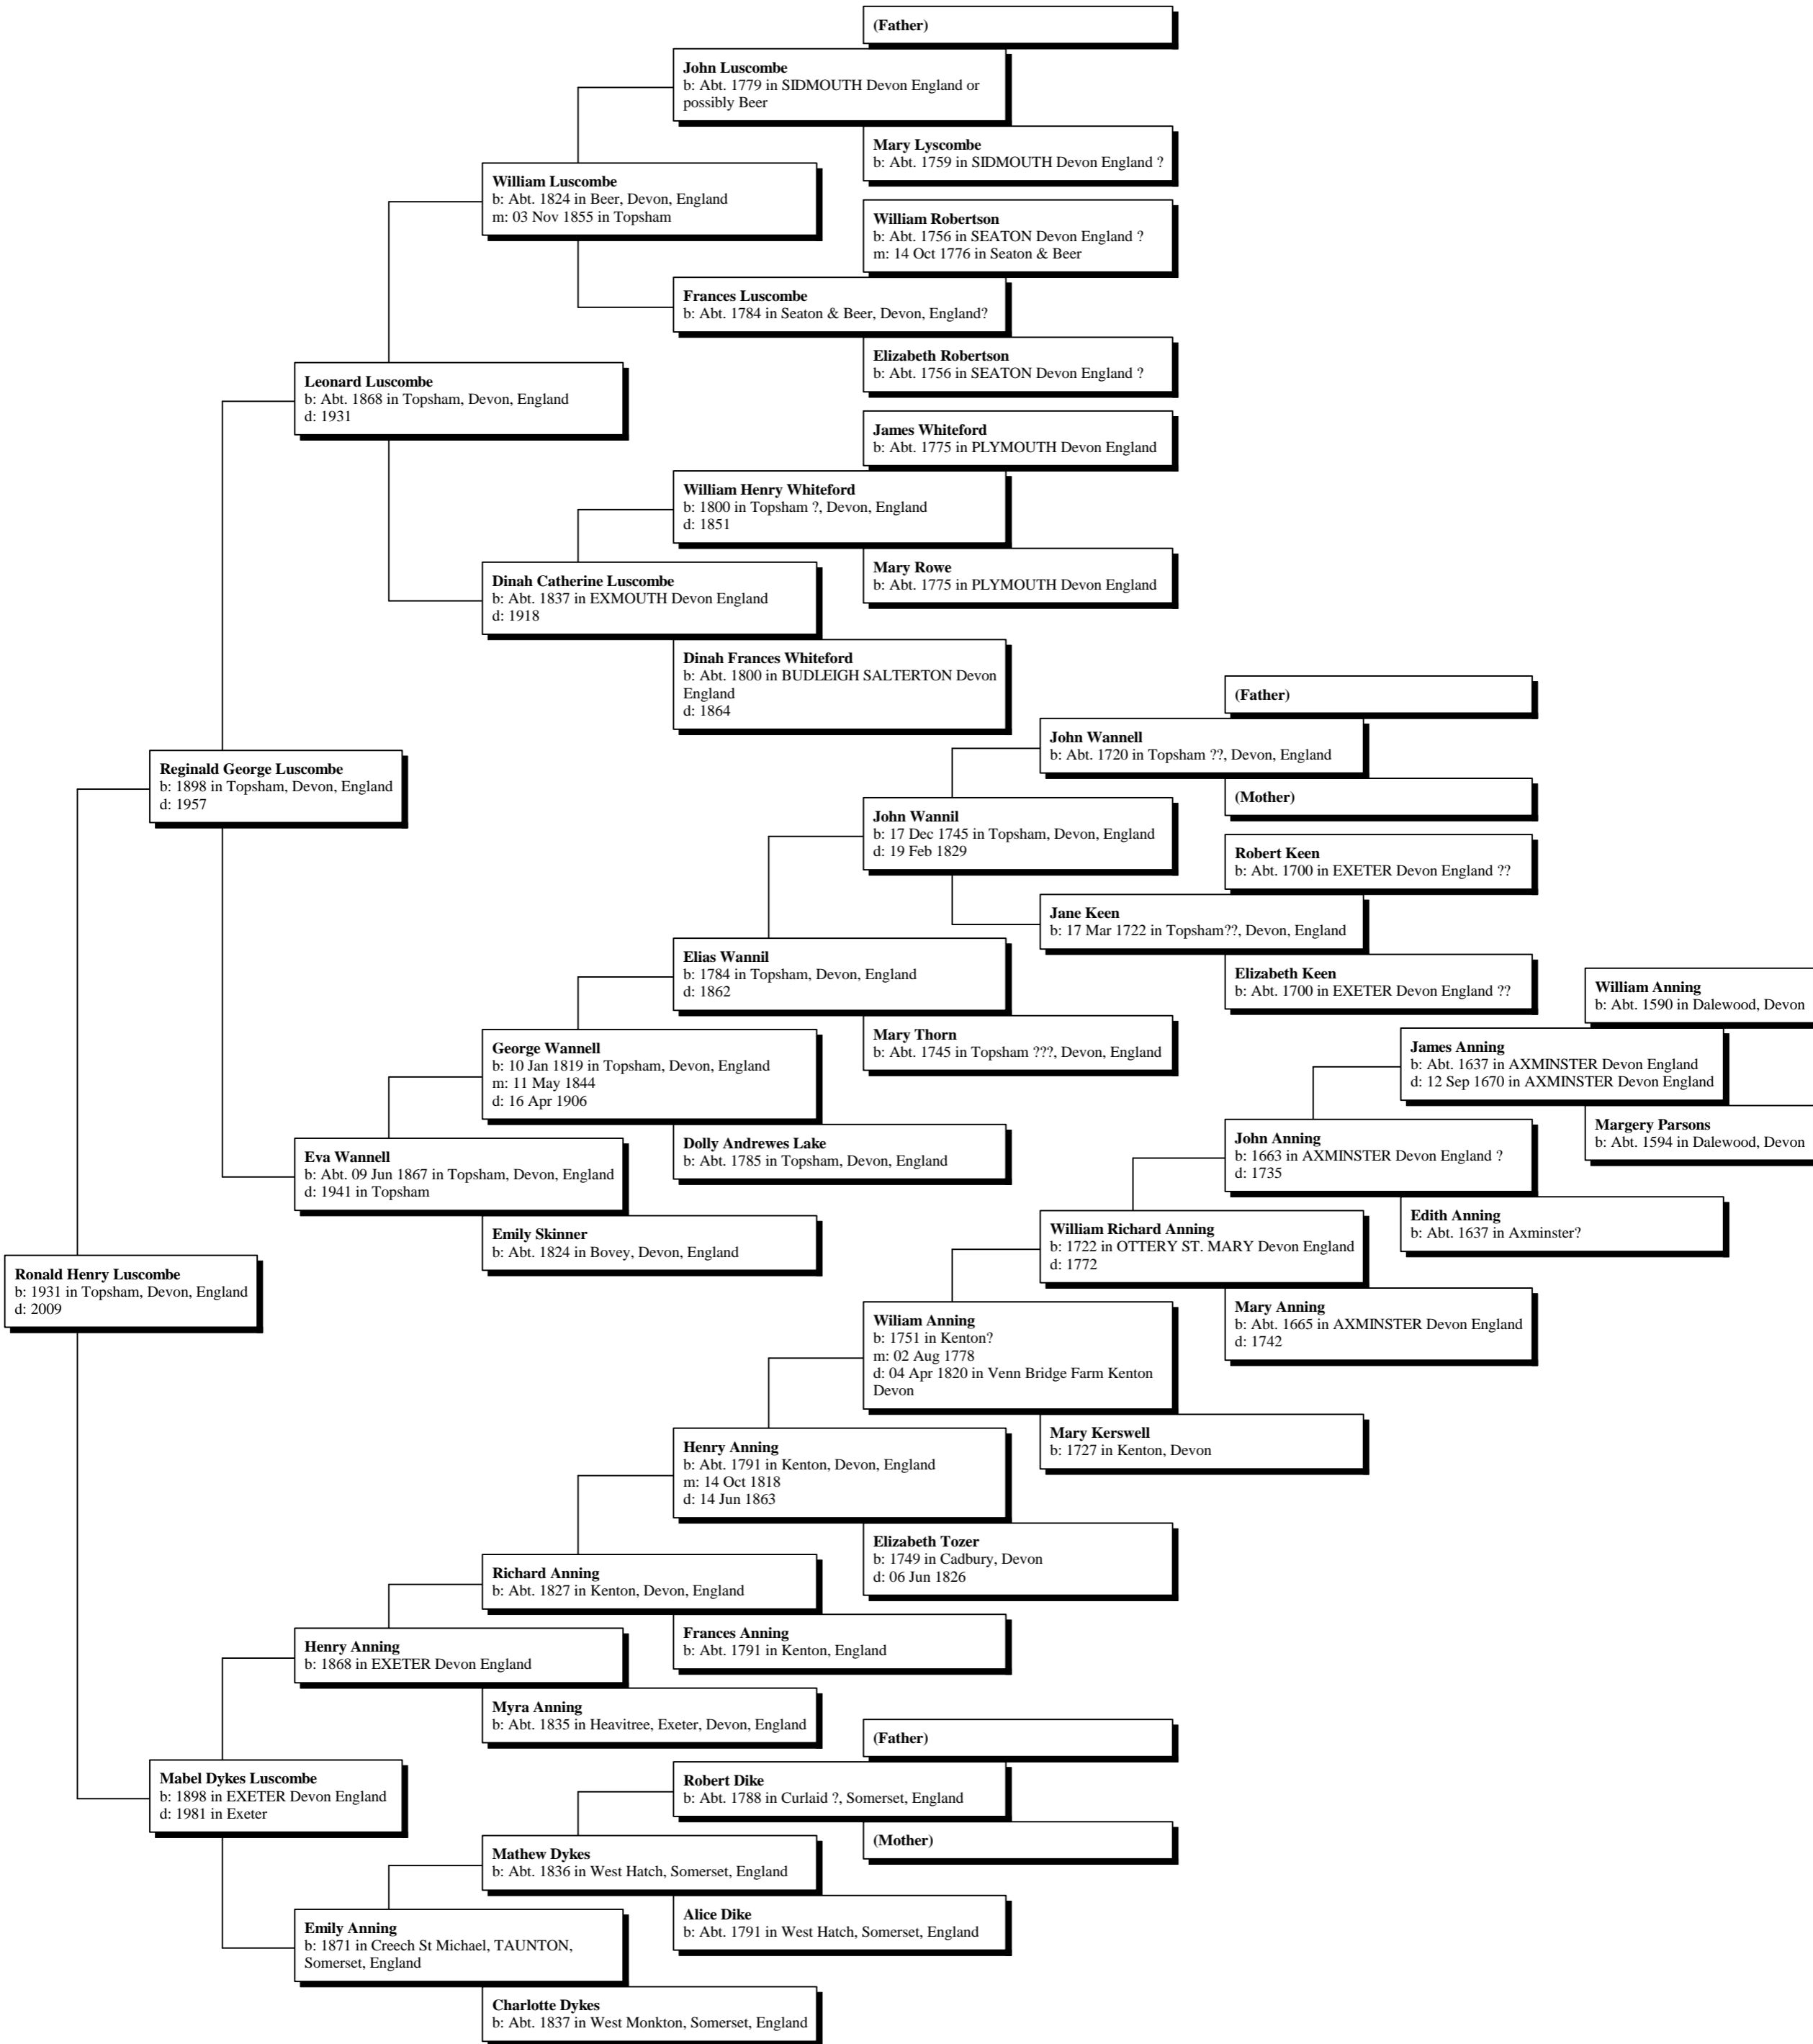 (Father)
John Luscombe
b: Abt. 1779 in SIDMOUTH Devon England or
possibly Beer
Mary Lyscombe
b: Abt. 1759 in SIDMOUTH Devon England ?
William Luscombe
b: Abt. 1824 in Beer, Devon, England
m: 03 Nov 1855 in Topsham
William Robertson
b: Abt. 1756 in SEATON Devon England ?
m: 14 Oct 1776 in Seaton & Beer
Frances Luscombe
b: Abt. 1784 in Seaton & Beer, Devon, England?
Elizabeth Robertson
b: Abt. 1756 in SEATON Devon England ?
Leonard Luscombe
b: Abt. 1868 in Topsham, Devon, England
d: 1931
James Whiteford
b: Abt. 1775 in PLYMOUTH Devon England
William Henry Whiteford
b: 1800 in Topsham ?, Devon, England
d: 1851
Mary Rowe
b: Abt. 1775 in PLYMOUTH Devon England
Dinah Catherine Luscombe
b: Abt. 1837 in EXMOUTH Devon England
d: 1918
Dinah Frances Whiteford
b: Abt. 1800 in BUDLEIGH SALTERTON Devon
England
d: 1864
(Father)
John Wannell
b: Abt. 1720 in Topsham ??, Devon, England
(Mother)
Reginald George Luscombe
b: 1898 in Topsham, Devon, England
d: 1957
John Wannil
b: 17 Dec 1745 in Topsham, Devon, England
d: 19 Feb 1829
Robert Keen
b: Abt. 1700 in EXETER Devon England ??
Jane Keen
b: 17 Mar 1722 in Topsham??, Devon, England
Elizabeth Keen
b: Abt. 1700 in EXETER Devon England ??
Elias Wannil
b: 1784 in Topsham, Devon, England
d: 1862
William Anning
b: Abt. 1590 in Dalewood, Devon
Mary Thorn
b: Abt. 1745 in Topsham ???, Devon, England
George Wannell
b: 10 Jan 1819 in Topsham, Devon, England
m: 11 May 1844
d: 16 Apr 1906
James Anning
b: Abt. 1637 in AXMINSTER Devon England
d: 12 Sep 1670 in AXMINSTER Devon England
Margery Parsons
b: Abt. 1594 in Dalewood, Devon
Dolly Andrewes Lake
b: Abt. 1785 in Topsham, Devon, England
John Anning
b: 1663 in AXMINSTER Devon England ?
d: 1735
Eva Wannell
b: Abt. 09 Jun 1867 in Topsham, Devon, England
d: 1941 in Topsham
Edith Anning
b: Abt. 1637 in Axminster?
Emily Skinner
b: Abt. 1824 in Bovey, Devon, England
William Richard Anning
b: 1722 in OTTERY ST. MARY Devon England
d: 1772
Ronald Henry Luscombe
b: 1931 in Topsham, Devon, England
d: 2009
Mary Anning
b: Abt. 1665 in AXMINSTER Devon England
d: 1742
Wiliam Anning
b: 1751 in Kenton?
m: 02 Aug 1778
d: 04 Apr 1820 in Venn Bridge Farm Kenton
Devon
Mary Kerswell
b: 1727 in Kenton, Devon
Henry Anning
b: Abt. 1791 in Kenton, Devon, England
m: 14 Oct 1818
d: 14 Jun 1863
Elizabeth Tozer
b: 1749 in Cadbury, Devon
d: 06 Jun 1826
Richard Anning
b: Abt. 1827 in Kenton, Devon, England
Frances Anning
b: Abt. 1791 in Kenton, England
Henry Anning
b: 1868 in EXETER Devon England
Myra Anning
b: Abt. 1835 in Heavitree, Exeter, Devon, England
(Father)
Mabel Dykes Luscombe
b: 1898 in EXETER Devon England
d: 1981 in Exeter
Robert Dike
b: Abt. 1788 in Curlaid ?, Somerset, England
(Mother)
Mathew Dykes
b: Abt. 1836 in West Hatch, Somerset, England
Alice Dike
b: Abt. 1791 in West Hatch, Somerset, England
Emily Anning
b: 1871 in Creech St Michael, TAUNTON,
Somerset, England
Charlotte Dykes
b: Abt. 1837 in West Monkton, Somerset, England